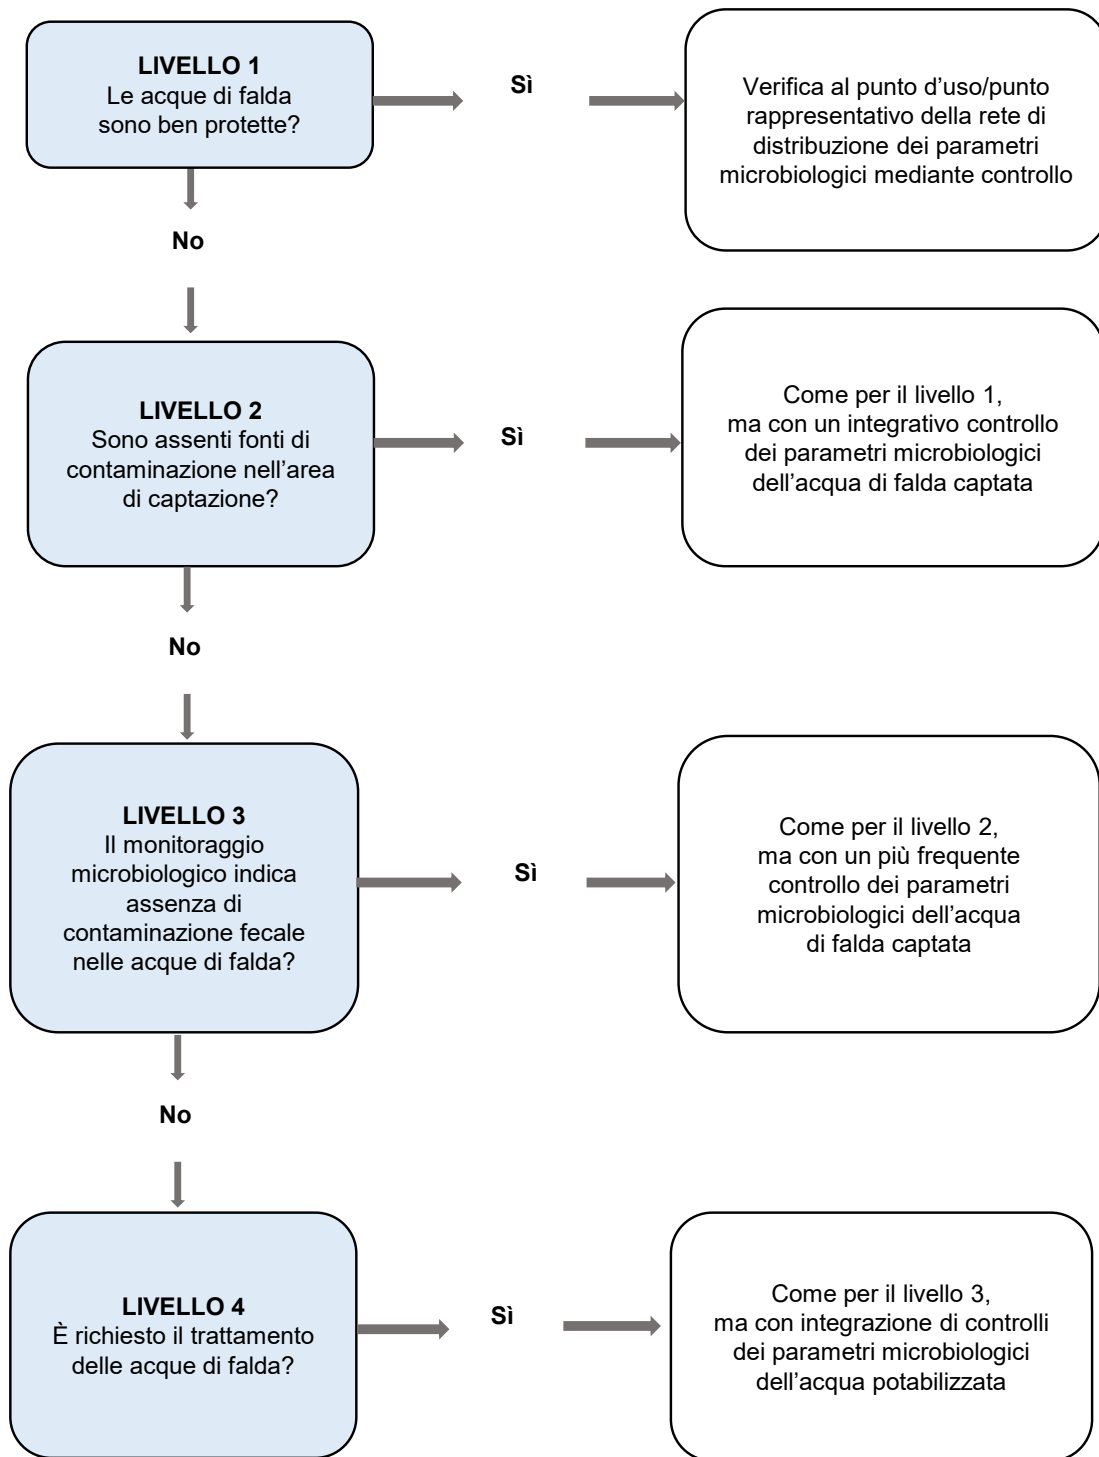 LIVELLO 1
Le acque di falda
sono ben protette?
Sì
Verifica al punto d’uso/punto
rappresentativo della rete di
distribuzione dei parametri
microbiologici mediante controllo
No
LIVELLO 2
Sono assenti fonti di
contaminazione nell’area
di captazione?
Sì
Come per il livello 1,
ma con un integrativo controllo
dei parametri microbiologici
dell’acqua di falda captata
No
LIVELLO 3
Il monitoraggio
microbiologico indica
assenza di
contaminazione fecale
nelle acque di falda?
Sì
Come per il livello 2,
ma con un più frequente
controllo dei parametri
microbiologici dell’acqua
di falda captata
No
LIVELLO 4
È richiesto il trattamento
delle acque di falda?
Sì
Come per il livello 3,
ma con integrazione di controlli
dei parametri microbiologici
dell’acqua potabilizzata